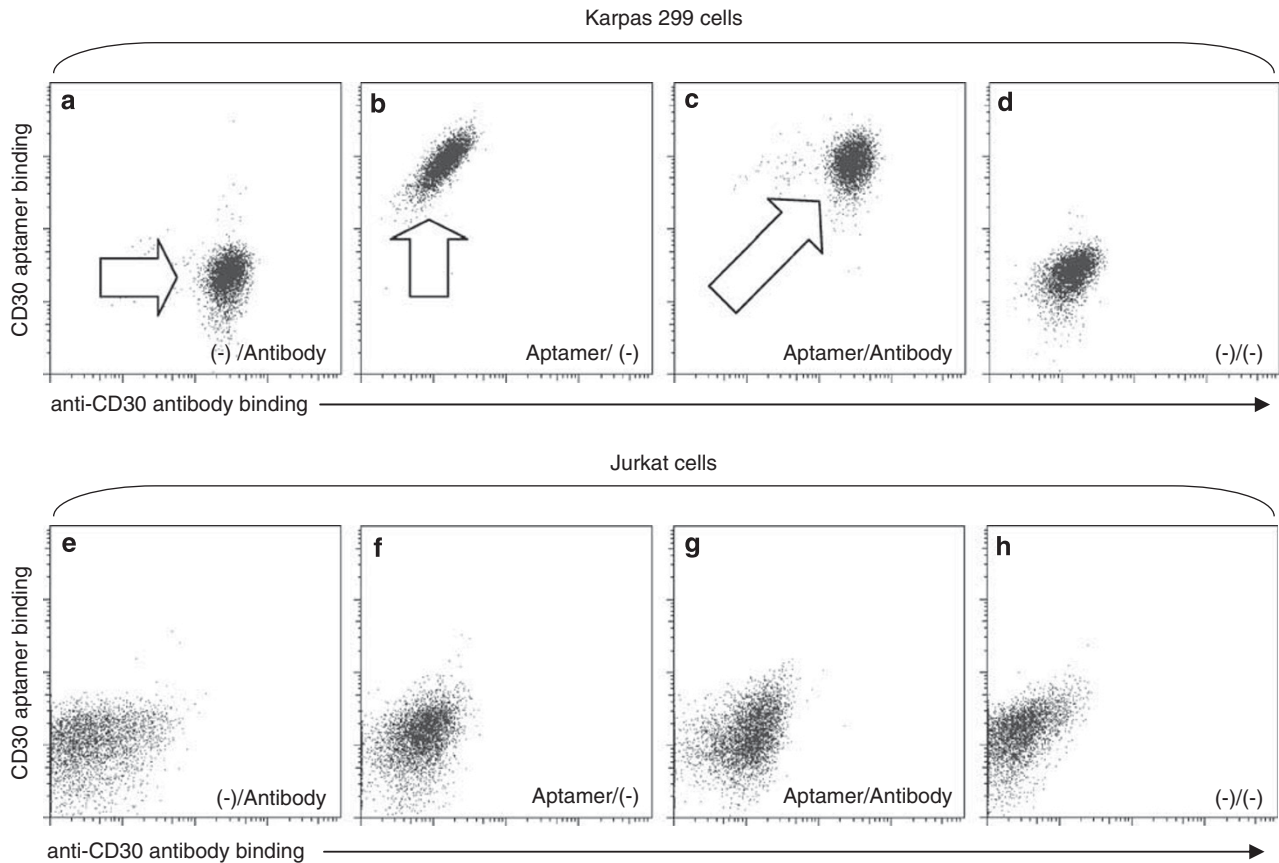 Karpas 299 cells
a
b
c
d
CD30 aptamer binding
(-) /Antibody
Aptamer/ (-)
Aptamer/Antibody
(-)/(-)
anti-CD30 antibody binding
Jurkat cells
e
f
g
h
CD30 aptamer binding
(-)/Antibody
Aptamer/(-)
Aptamer/Antibody
(-)/(-)
anti-CD30 antibody binding